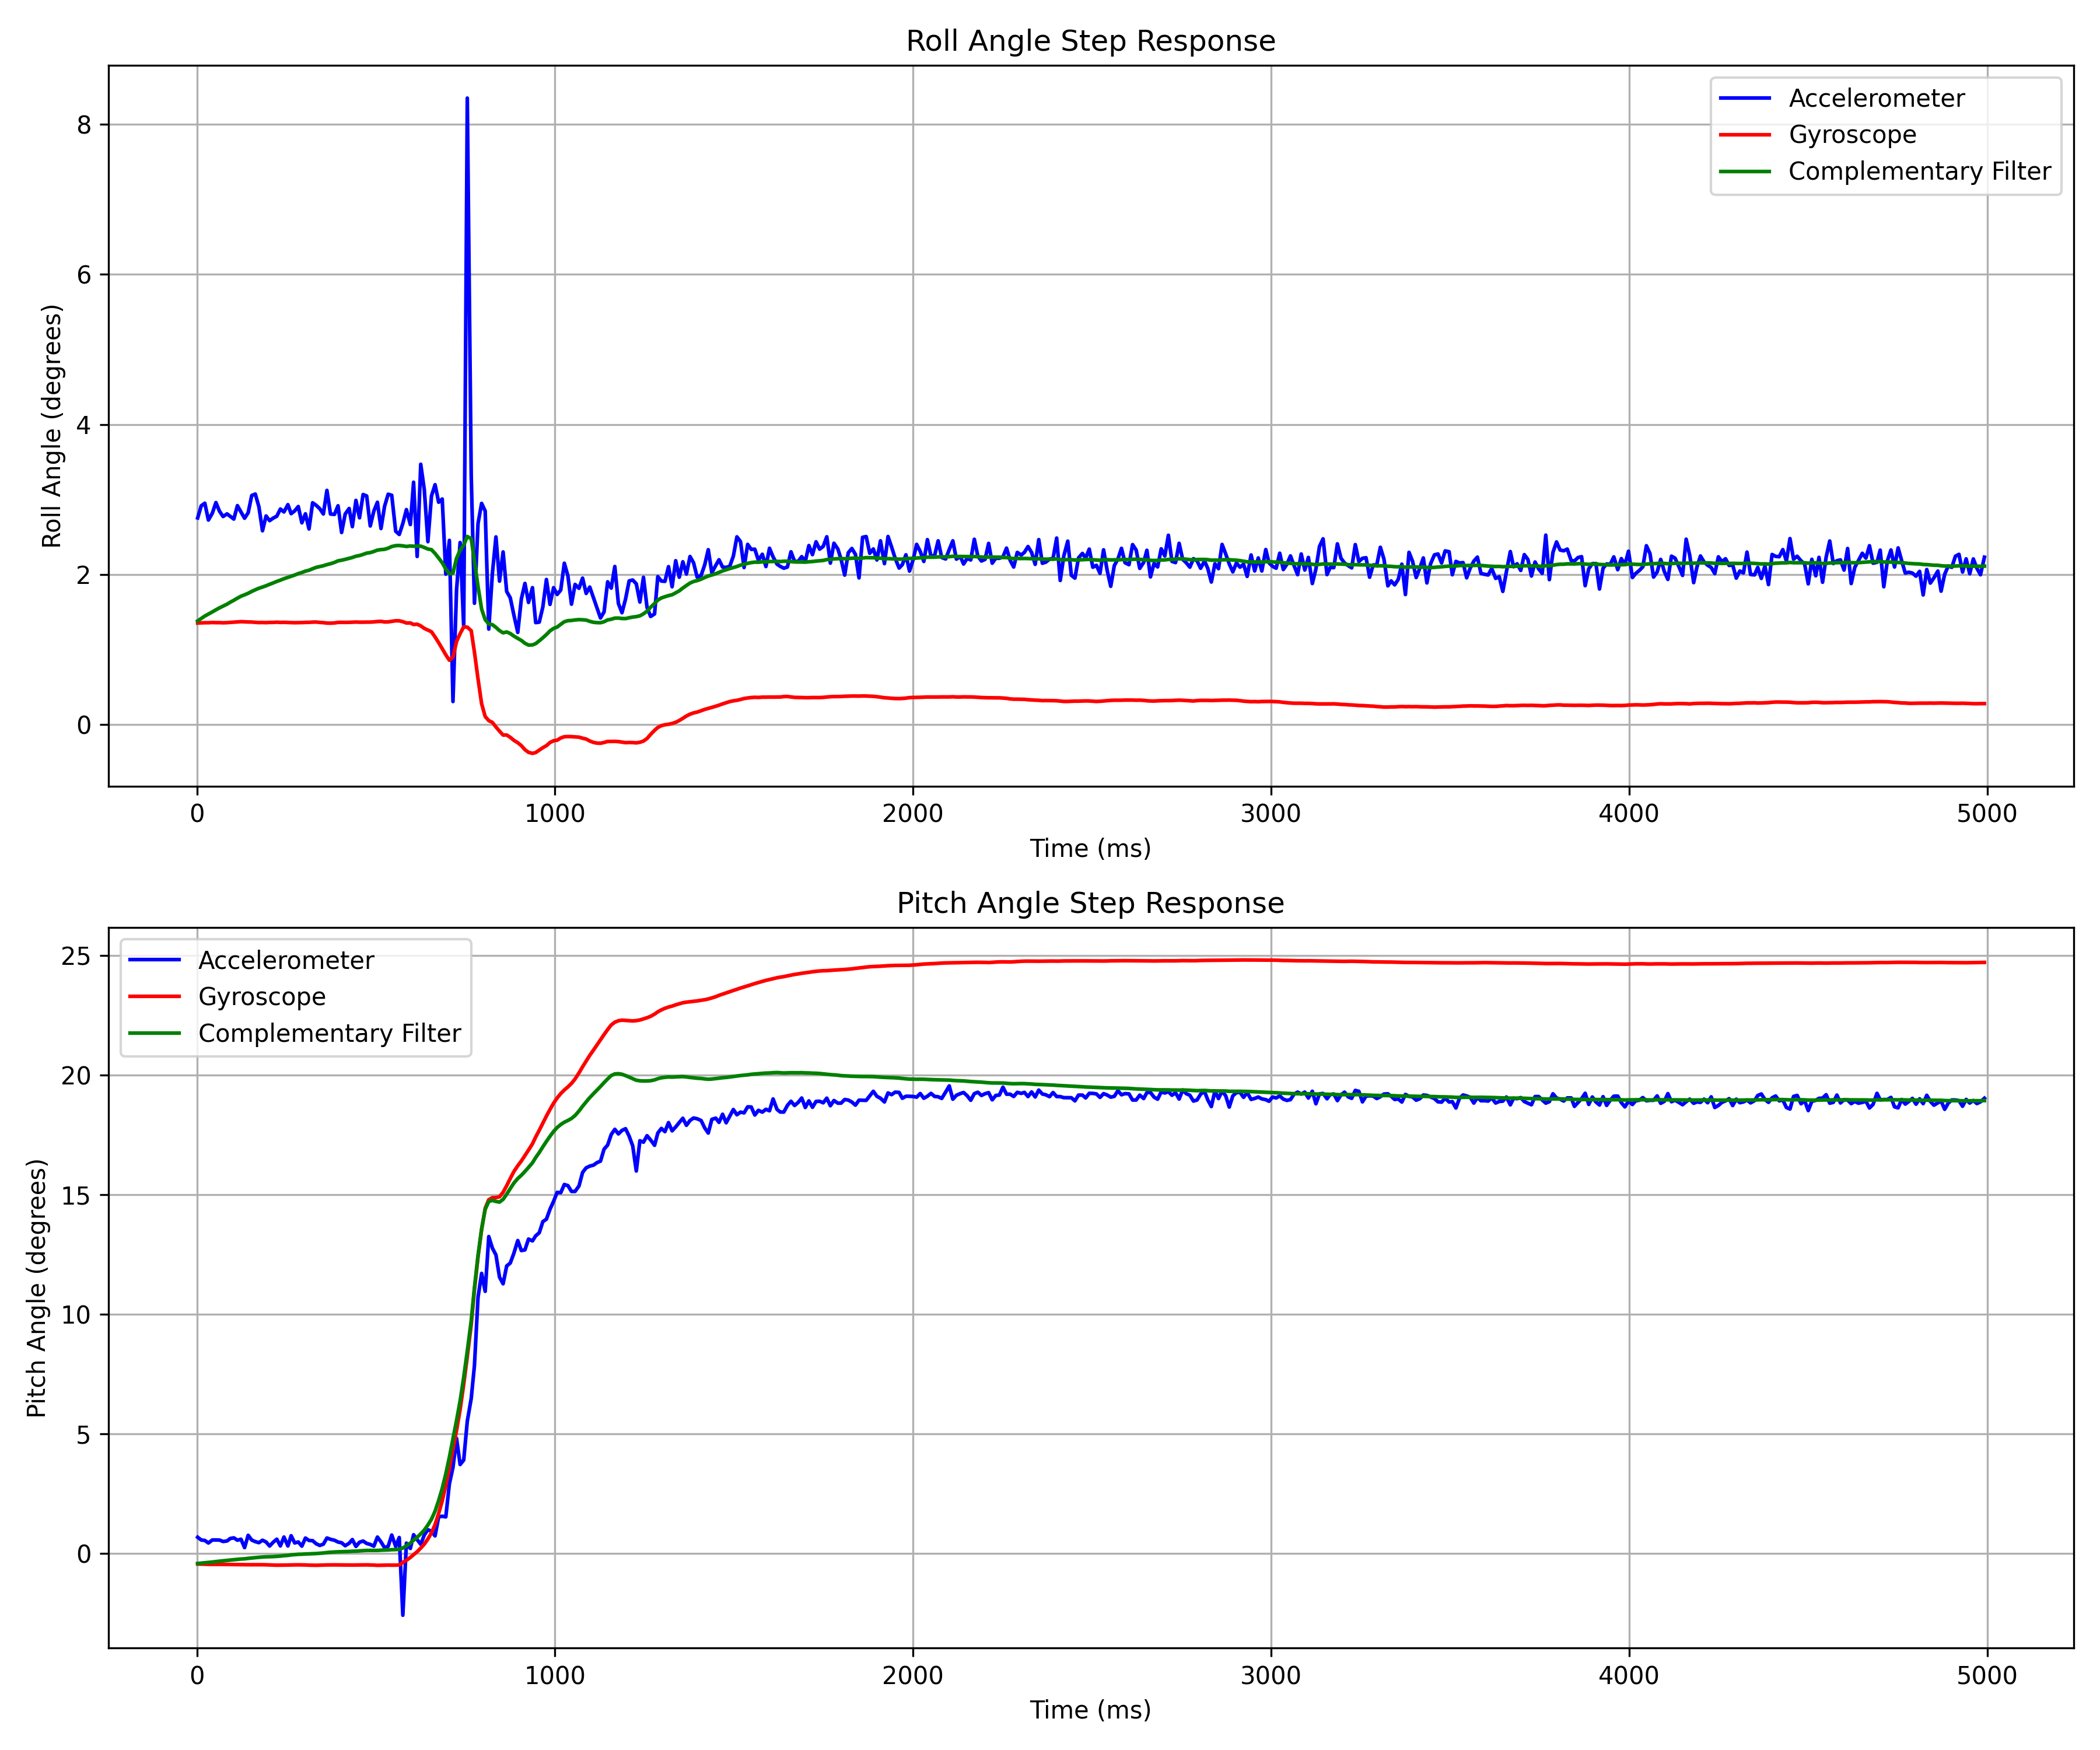 Roll Angle Step Response
Roll Angle (degrees)
8
6
4
2
0
Accelerometer
Gyroscope
Complementary Filter
0 1000 2000 3000 4000 5000
Time (ms)
Pitch Angle Step Response
Pitch Angle (degrees)
25
20
15
10
5
0
Accelerometer
Gyroscope
Complementary Filter
0 1000 2000 3000 4000 5000
Time (ms)